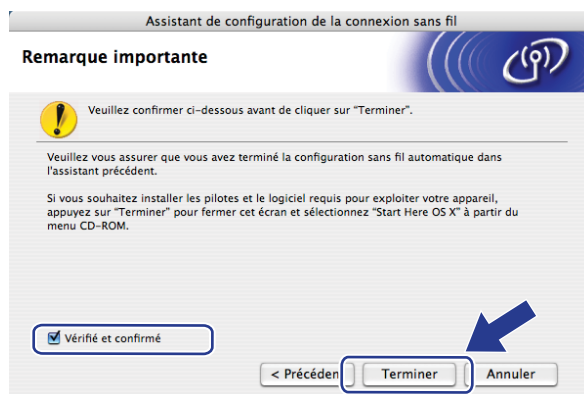 Assistant de configuration de la connexion sans fil
Remarque importante
Veuillez confirmer ci-dessous avant de cliquer sur “Terminer”.
Veuillez vous assurer que vous avez terminé la configuration sans fil automatique dans
l'assistant précédent.
Si vous souhaitez installer les pilotes et le logiciel requis pour exploiter votre appareil,
appuyez sur “Terminer” pour fermer cet écran et sélectionnez “Start Here OS X” à partir du
menu CD-ROM.
Vérifié et confirmé
< Précéden
Terminer
Annuler